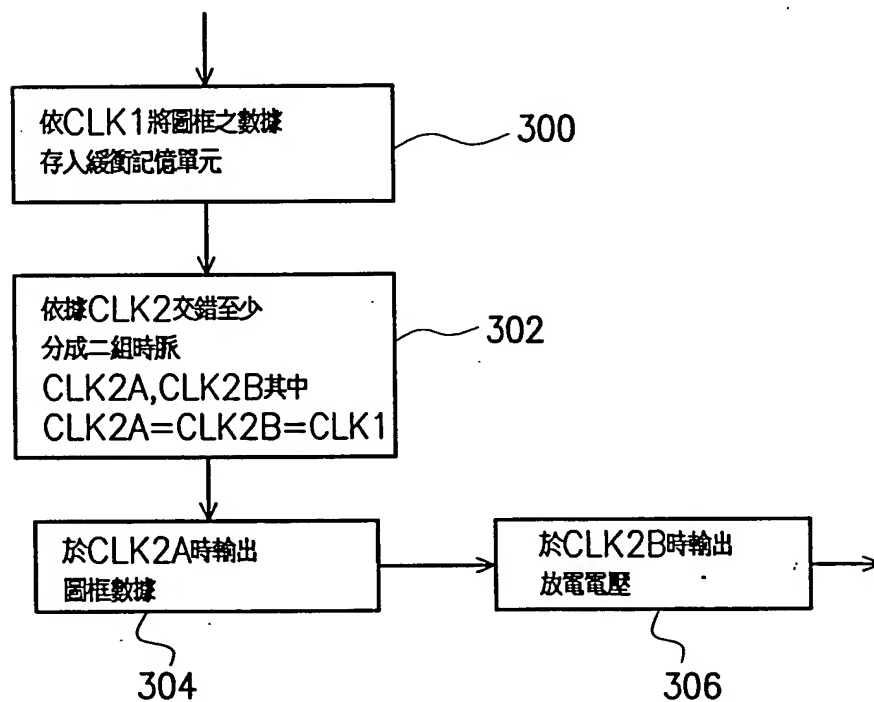 依CLK1將圖框之數據
存入緩衝記憶單元
300
依據CLK2交錯至少
分成二組時脈
CLK2A,CLK2B其中
CLK2A=CLK2B=CLK1
302
於CLK2A時輸出
圖框數據
304
於CLK2B時輸出
放電電壓
306